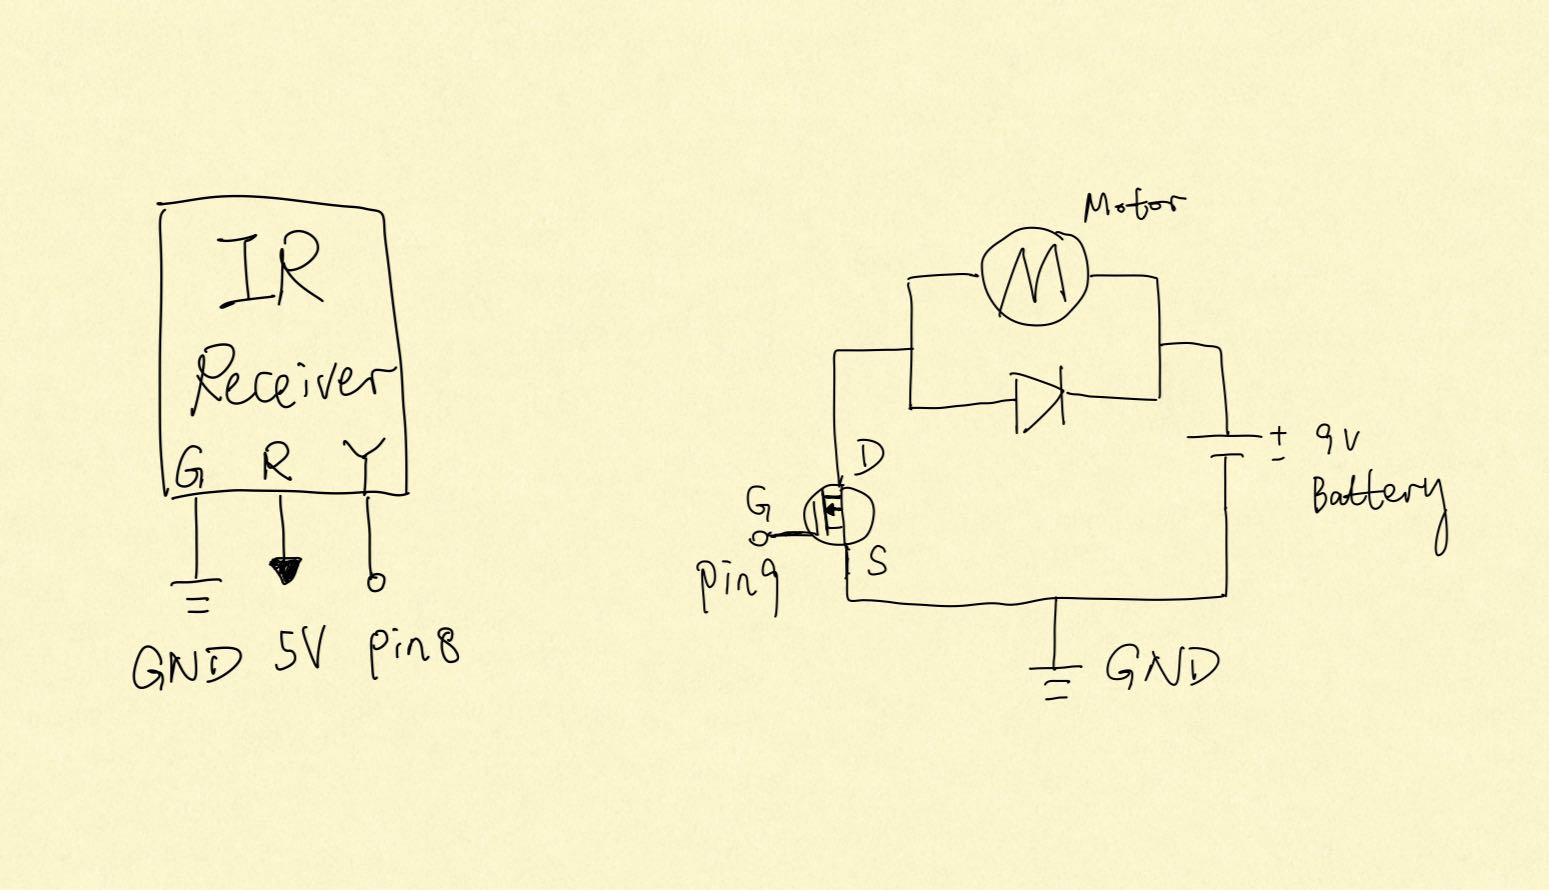 IR
Receiver
G R Y
GND 5V pin8
Motor
M
D
G
S
pin9
+
-
9V
Battery
GND